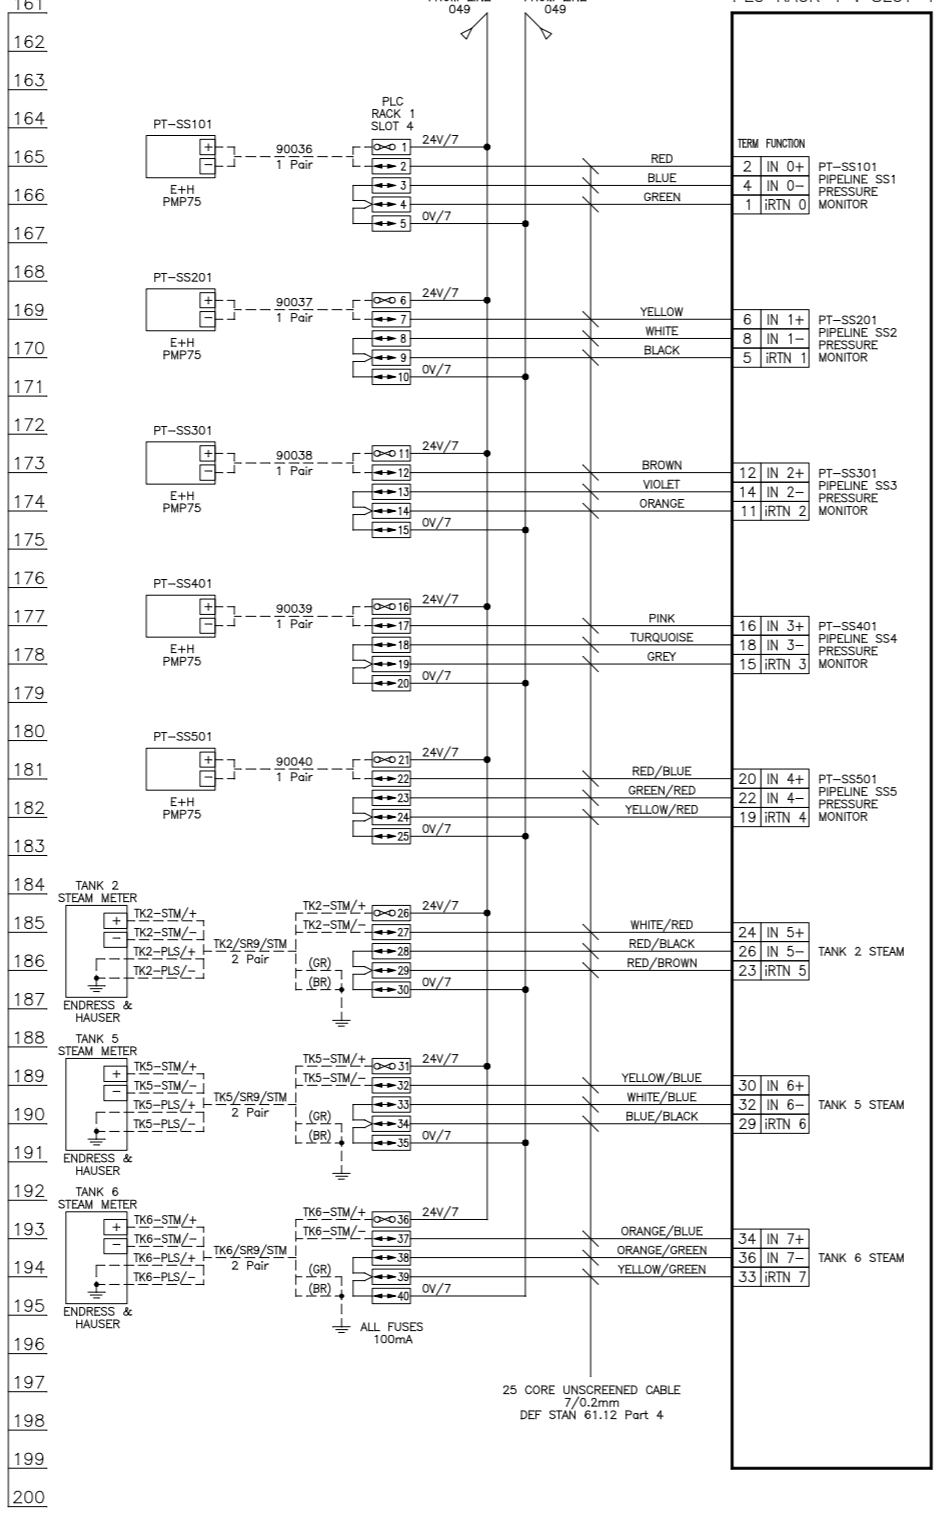 161
FROM LINE
049
FROM LINE
049
162
163
164
PLC
RACK 1
SLOT 4
PT-SS101
TERM FUNCTION
+ 90036 1 24V/7
165
- 1 Pair 2 RED 2 IN 0+ PT-SS101
3 BLUE 4 IN 0- PIPELINE SS1
166
E+H 4 GREEN 1 iRTN 0 PRESSURE
PMP75 5 0V/7 MONITOR
167
168
PT-SS201
+ 90037 6 24V/7
169
- 1 Pair 7 YELLOW 6 IN 1+ PT-SS201
8 WHITE 8 IN 1- PIPELINE SS2
170
E+H 9 BLACK 5 iRTN 1 PRESSURE
PMP75 10 0V/7 MONITOR
171
172
PT-SS301
+ 90038 11 24V/7
173
- 1 Pair 12 BROWN 12 IN 2+ PT-SS301
13 VIOLET 14 IN 2- PIPELINE SS3
174
E+H 14 ORANGE 11 iRTN 2 PRESSURE
PMP75 15 0V/7 MONITOR
175
176
PT-SS401
+ 90039 16 24V/7
177
- 1 Pair 17 PINK 16 IN 3+ PT-SS401
18 TURQUOISE 18 IN 3- PIPELINE SS4
178
E+H 19 GREY 15 iRTN 3 PRESSURE
PMP75 20 0V/7 MONITOR
179
180
PT-SS501
+ 90040 21 24V/7
181
- 1 Pair 22 RED/BLUE 20 IN 4+ PT-SS501
23 GREEN/RED 22 IN 4- PIPELINE SS5
182
E+H 24 YELLOW/RED 19 iRTN 4 PRESSURE
PMP75 25 0V/7 MONITOR
183
184
TANK 2
STEAM METER
+ TK2-STM/+ TK2-STM/+ 26 24V/7
185
- TK2-STM/- TK2-STM/- 27 WHITE/RED 24 IN 5+
TK2-PLS/+ TK2/SR9/STM 28 RED/BLACK 26 IN 5- TANK 2 STEAM
186
TK2-PLS/- 2 Pair (GR) 29 RED/BROWN 23 iRTN 5
(BR) 30 0V/7
187
ENDRESS &
HAUSER
188
TANK 5
STEAM METER
+ TK5-STM/+ TK5-STM/+ 31 24V/7
189
- TK5-STM/- TK5-STM/- 32 YELLOW/BLUE 30 IN 6+
TK5-PLS/+ TK5/SR9/STM 33 WHITE/BLUE 32 IN 6- TANK 5 STEAM
190
TK5-PLS/- 2 Pair (GR) 34 BLUE/BLACK 29 iRTN 6
(BR) 35 0V/7
191
ENDRESS &
HAUSER
192
TANK 6
STEAM METER
+ TK6-STM/+ TK6-STM/+ 36 24V/7
193
- TK6-STM/- TK6-STM/- 37 ORANGE/BLUE 34 IN 7+
TK6-PLS/+ TK6/SR9/STM 38 ORANGE/GREEN 36 IN 7- TANK 6 STEAM
194
TK6-PLS/- 2 Pair (GR) 39 YELLOW/GREEN 33 iRTN 7
(BR) 40 0V/7
195
ENDRESS &
HAUSER
ALL FUSES
100mA
196
197
25 CORE UNSCREENED CABLE
7/0.2mm
DEF STAN 61.12 Part 4
198
199
200